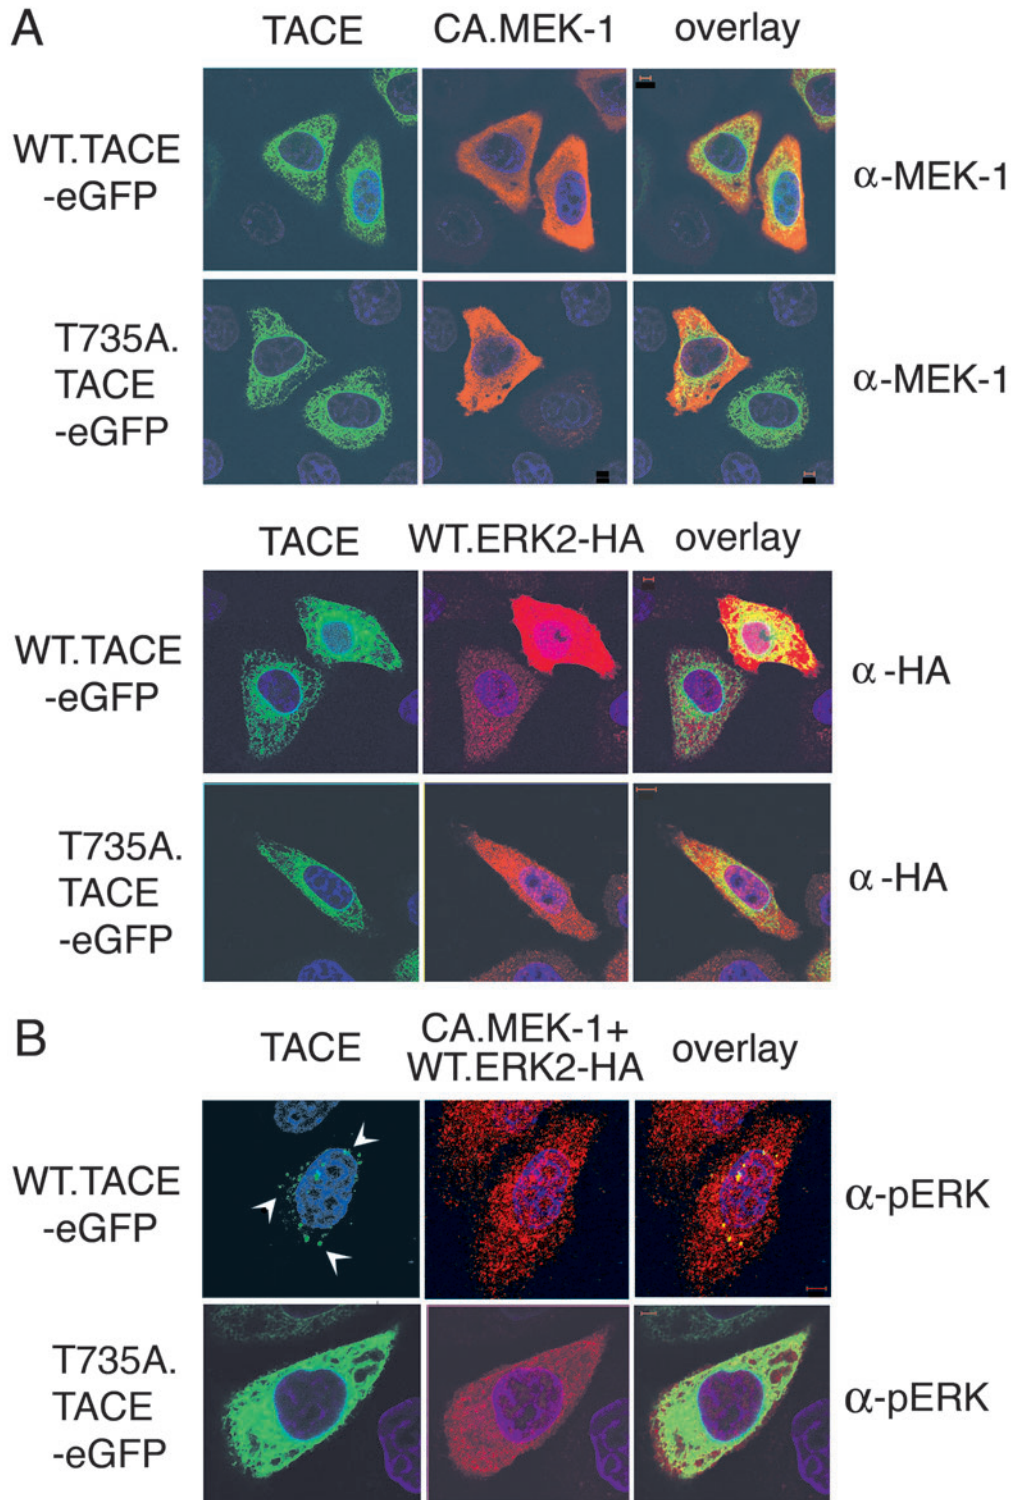 A
TACE
CA.MEK-1
overlay
WT.TACE
-eGFP
α-MEK-1
T735A.
TACE
-eGFP
α-MEK-1
TACE
WT.ERK2-HA
overlay
WT.TACE
-eGFP
α-HA
T735A.
TACE
-eGFP
α-HA
B
TACE
CA.MEK-1+
WT.ERK2-HA
overlay
WT.TACE
-eGFP
α-pERK
T735A.
TACE
-eGFP
α-pERK